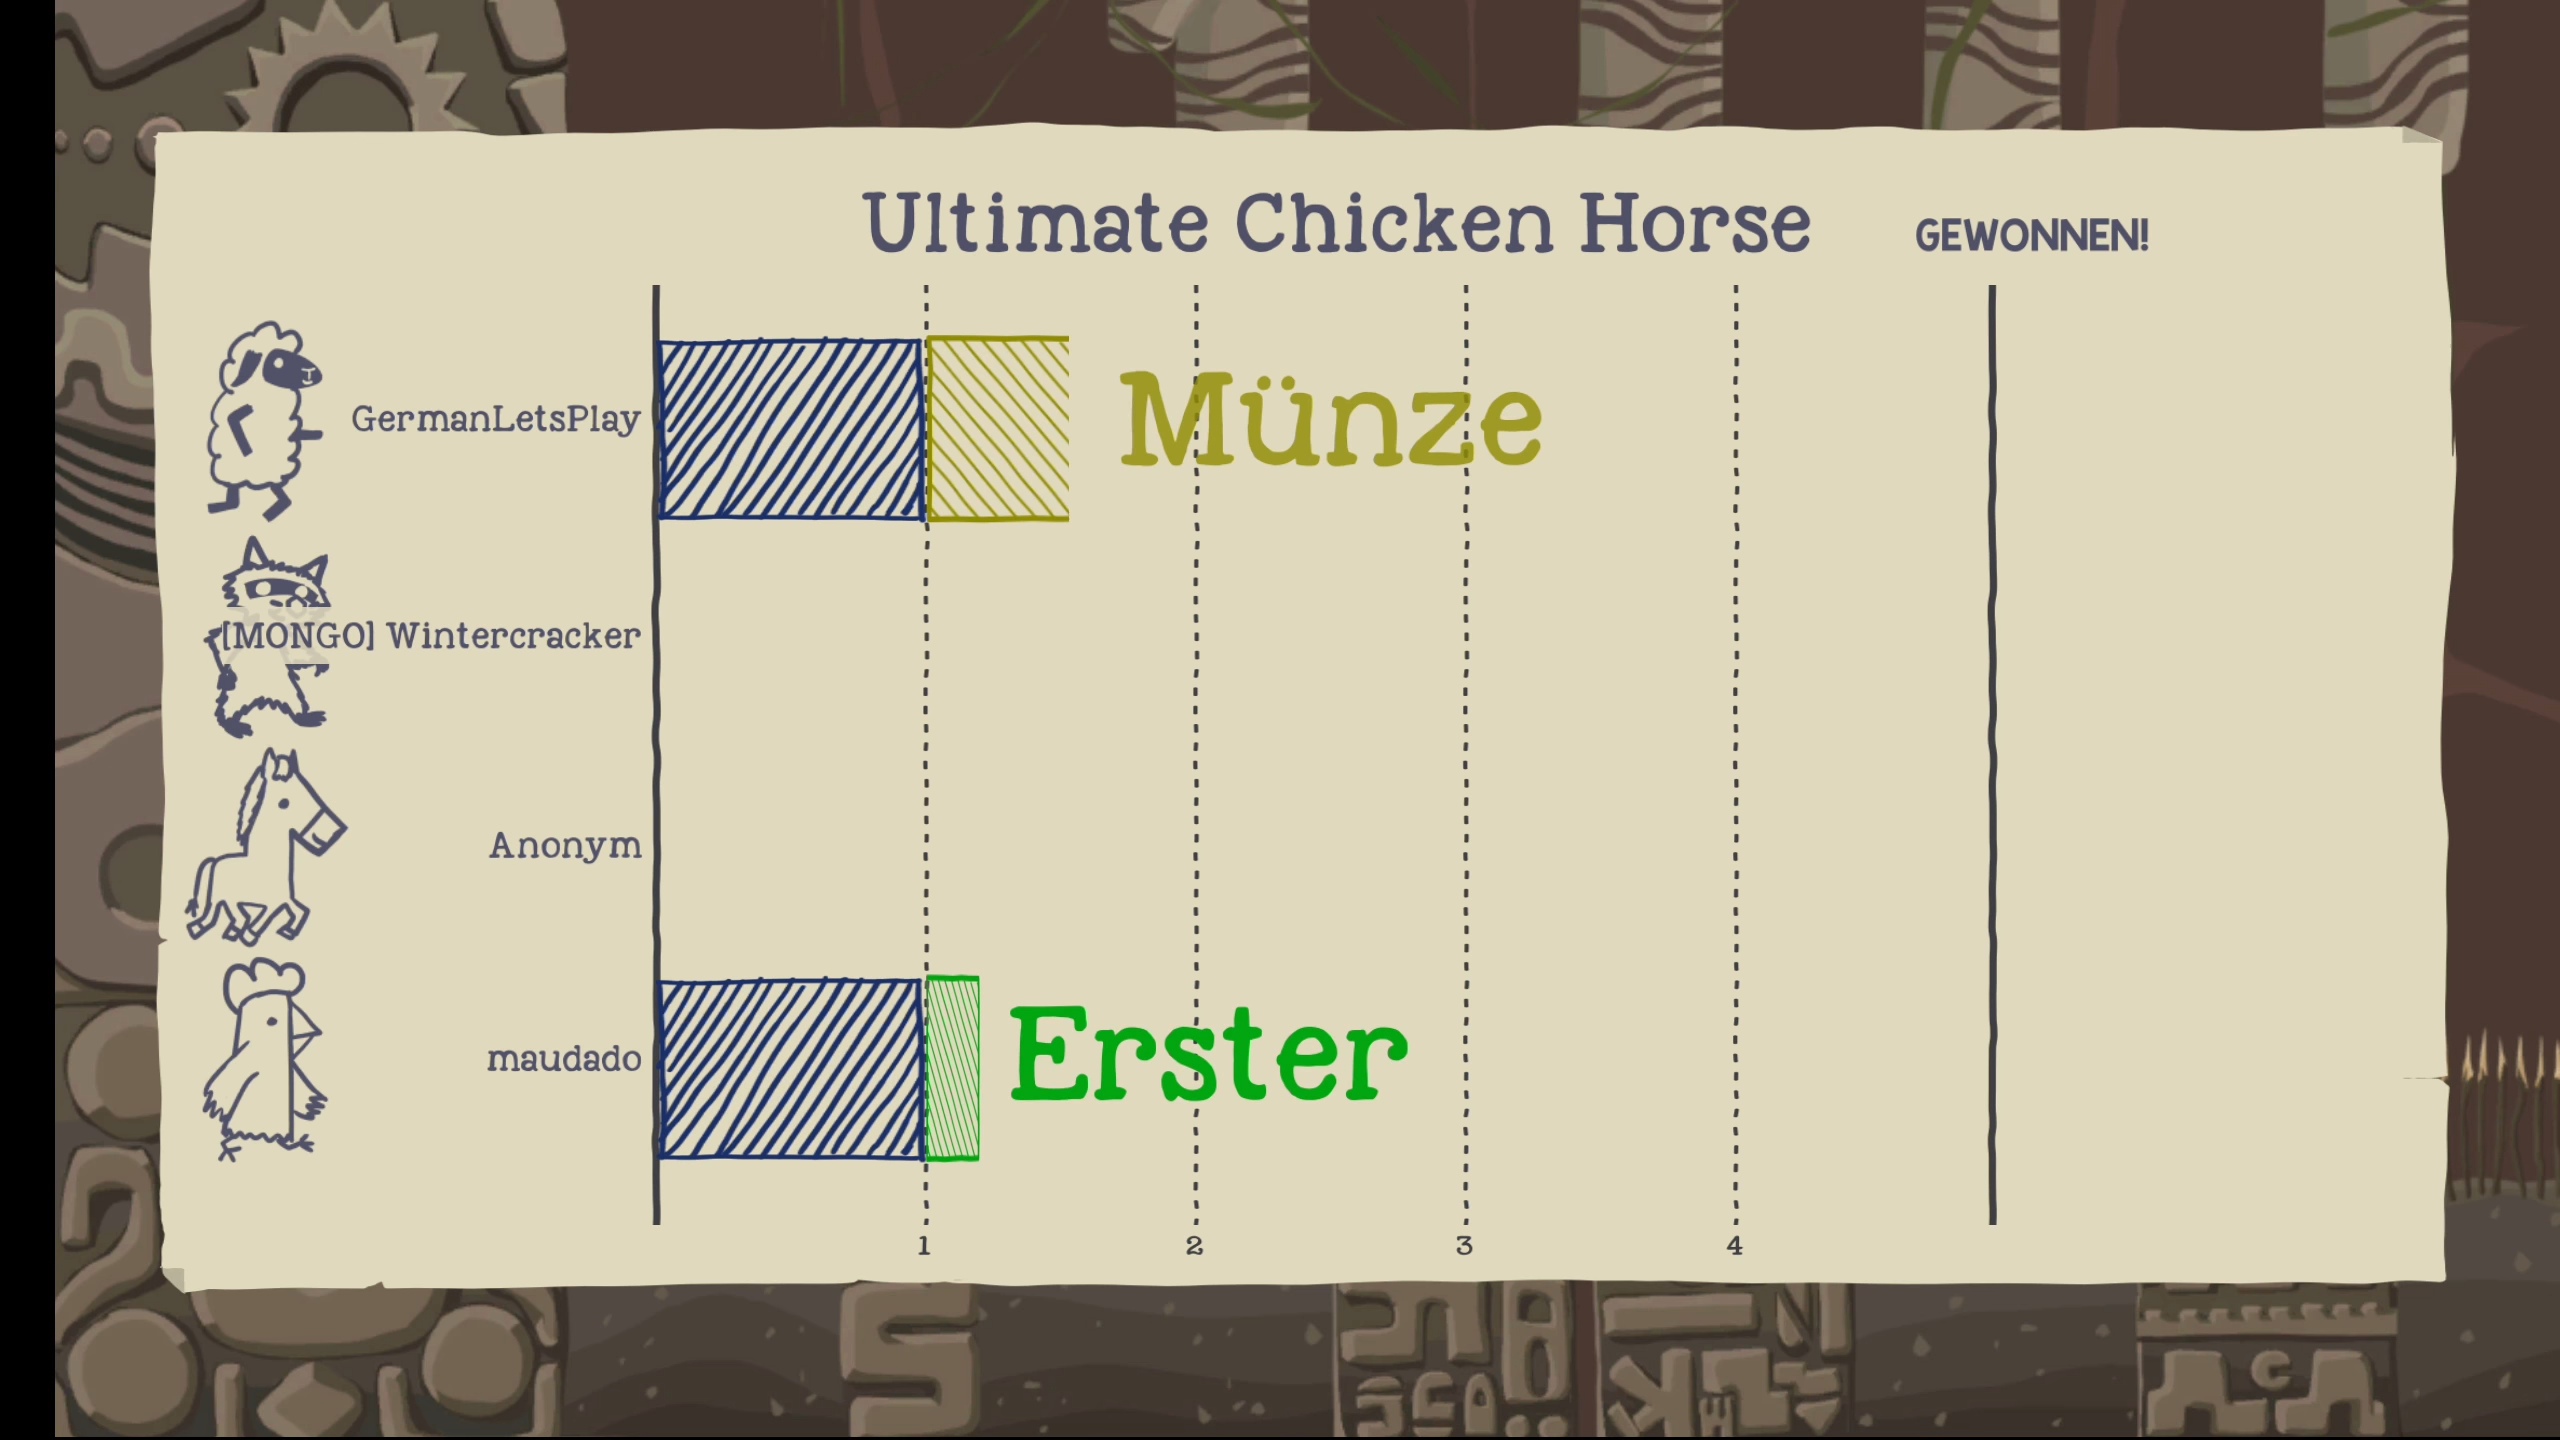 Ultimate Chicken Horse
GEWONNEN!
GermanLetsPlay
Münze
[MONGO] Wintercracker
Anonym
maudado
Erster
1 2 3 4